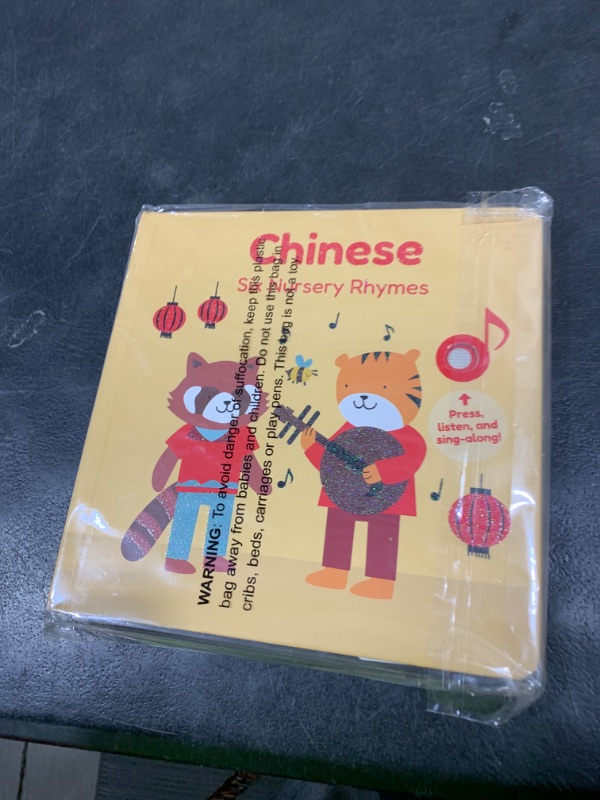 Chinese
Six Nursery Rhymes
Press,
listen, and
sing-along!
WARNING: To avoid danger of suffocation, keep this plastic
bag away from babies and children. Do not use this bag in
cribs, beds, carriages or play pens. This bag is not a toy